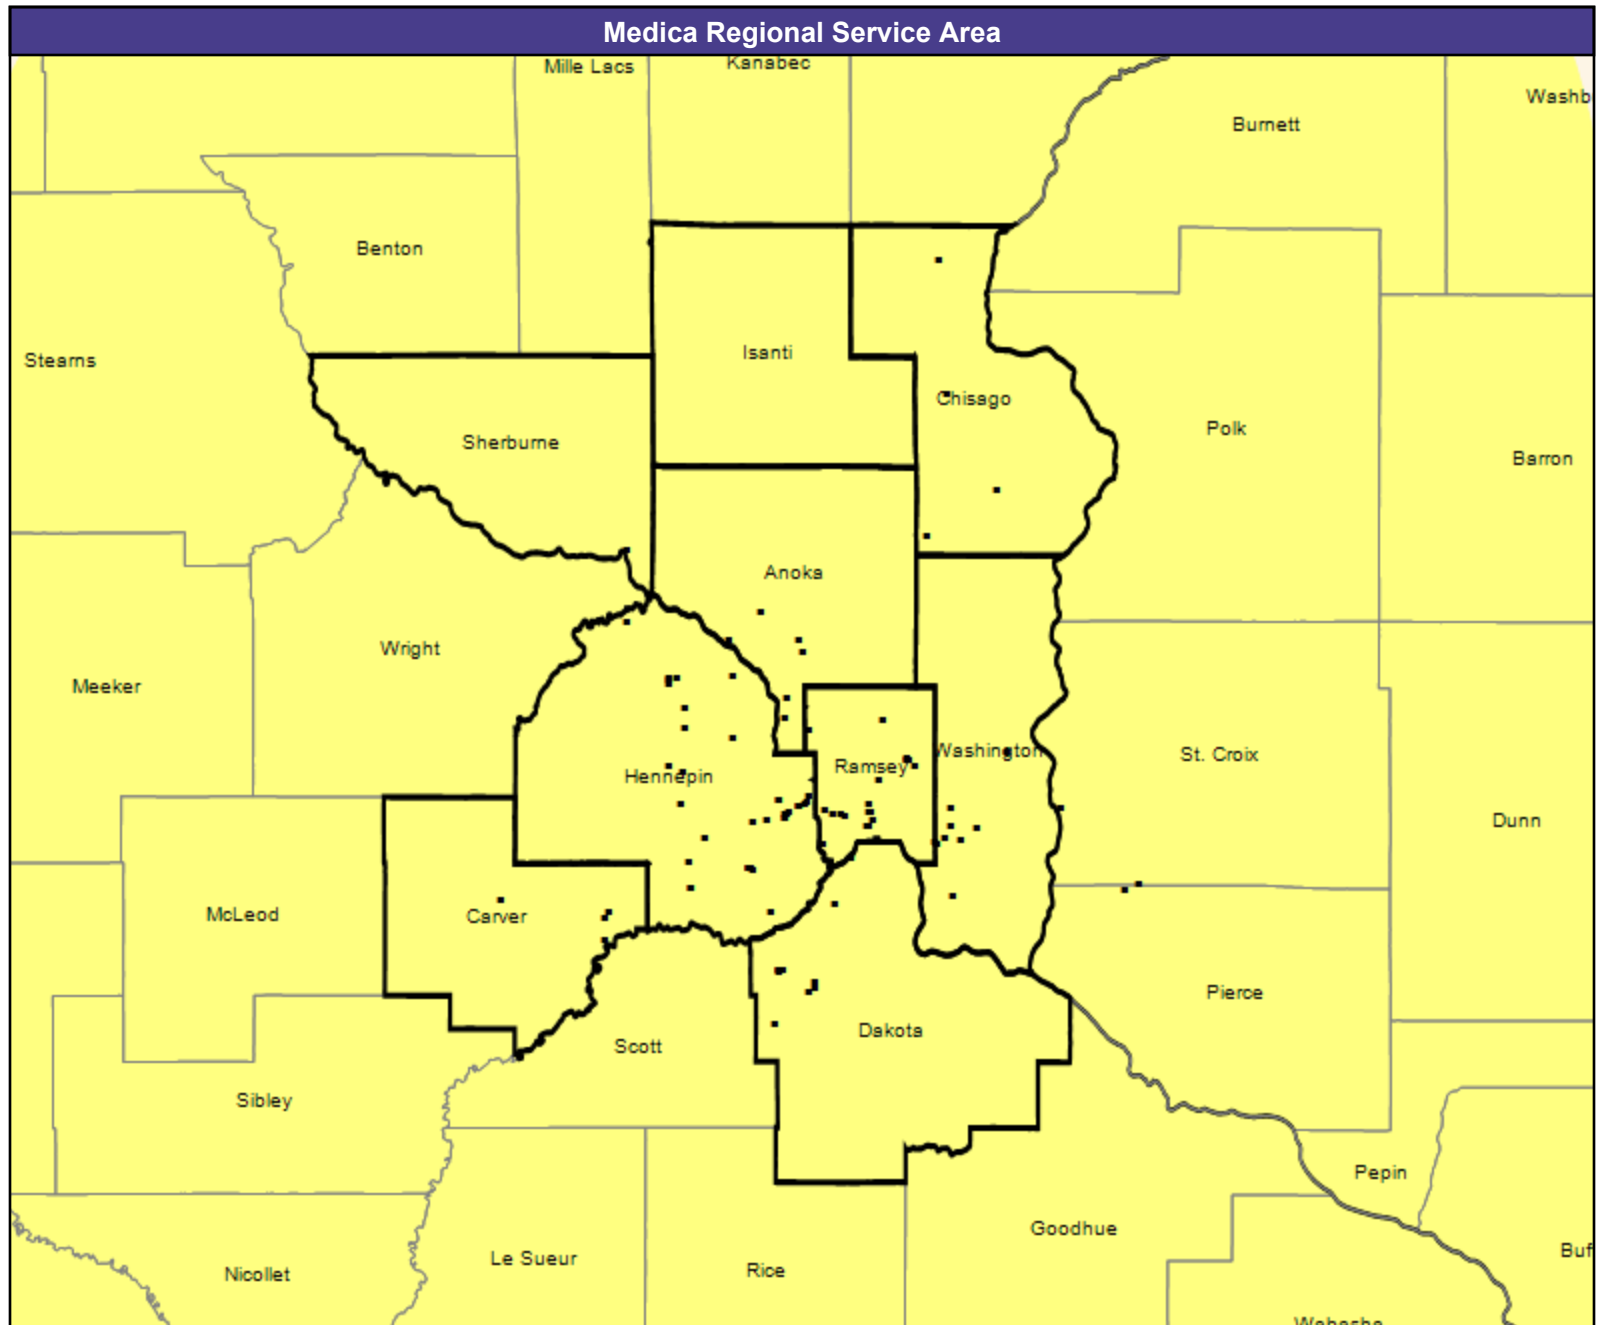 Medica Regional Service Area
Mille Lacs
Kanabec
Washb
Burnett
Benton
Stearns
Isanti
Chisago
Polk
Sherburne
Barron
Anoka
Wright
Meeker
Washington
St. Croix
Ramsey
Hennepin
Dunn
McLeod
Carver
Pierce
Dakota
Scott
Sibley
Pepin
Goodhue
Buf
Le Sueur
Rice
Nicollet